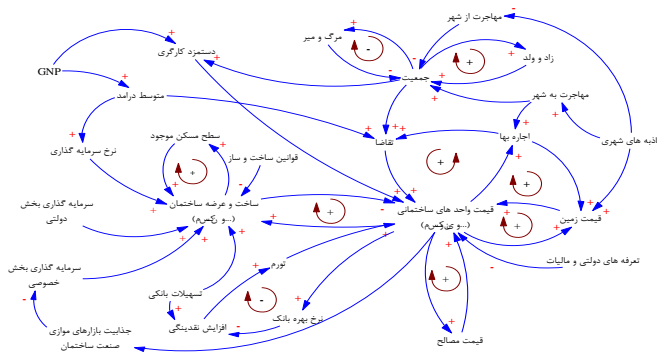 مهاجرت از شهر
مرگ و میر
دستمزد کارگری
زاد و ولد
GNP
جمعیت
متوسط درامد
مهاجرت به شهر
نرخ سرمایه گذاری
سطح مسکن موجود
تقاضا
اجاره بها
اذبه های شهری
قوانین ساخت و ساز
سرمایه گذاری بخش
دولتی
ساخت و عرضه ساختمان
قیمت واحد های ساختمانی
قیمت زمین
سرمایه گذاری بخش
خصوصی
تورم
تعرفه های دولتی و مالیات
تسهیلات بانکی
افزایش نقدینگی
نرخ بهره بانک
جذابیت بازارهای موازی
صنعت ساختمان
قیمت مصالح